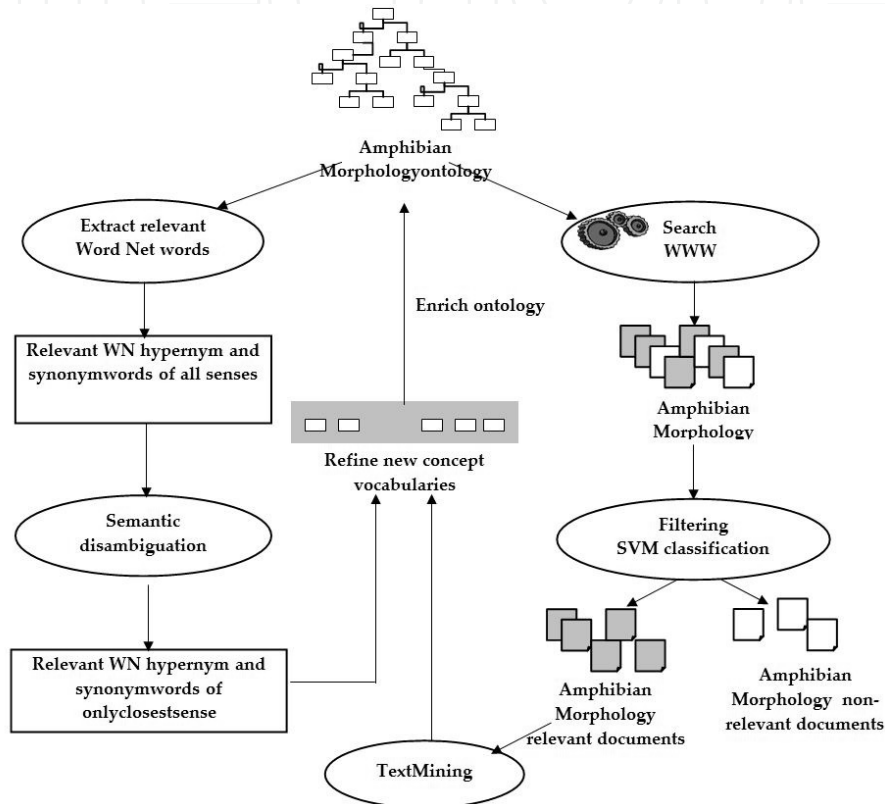 Amphibian
Morphologyontology
Extract relevant
Word Net words
Search
WWW
Enrich ontology
Relevant WN hypernym and
synonymwords of all senses
Amphibian
Morphology
Refine new concept
vocabularies
Semantic
disambiguation
Filtering
SVM classification
Relevant WN hypernym and
synonymwords of
onlyclosestsense
Amphibian
Morphology
relevant documents
Amphibian
Morphology non-
relevant documents
TextMining